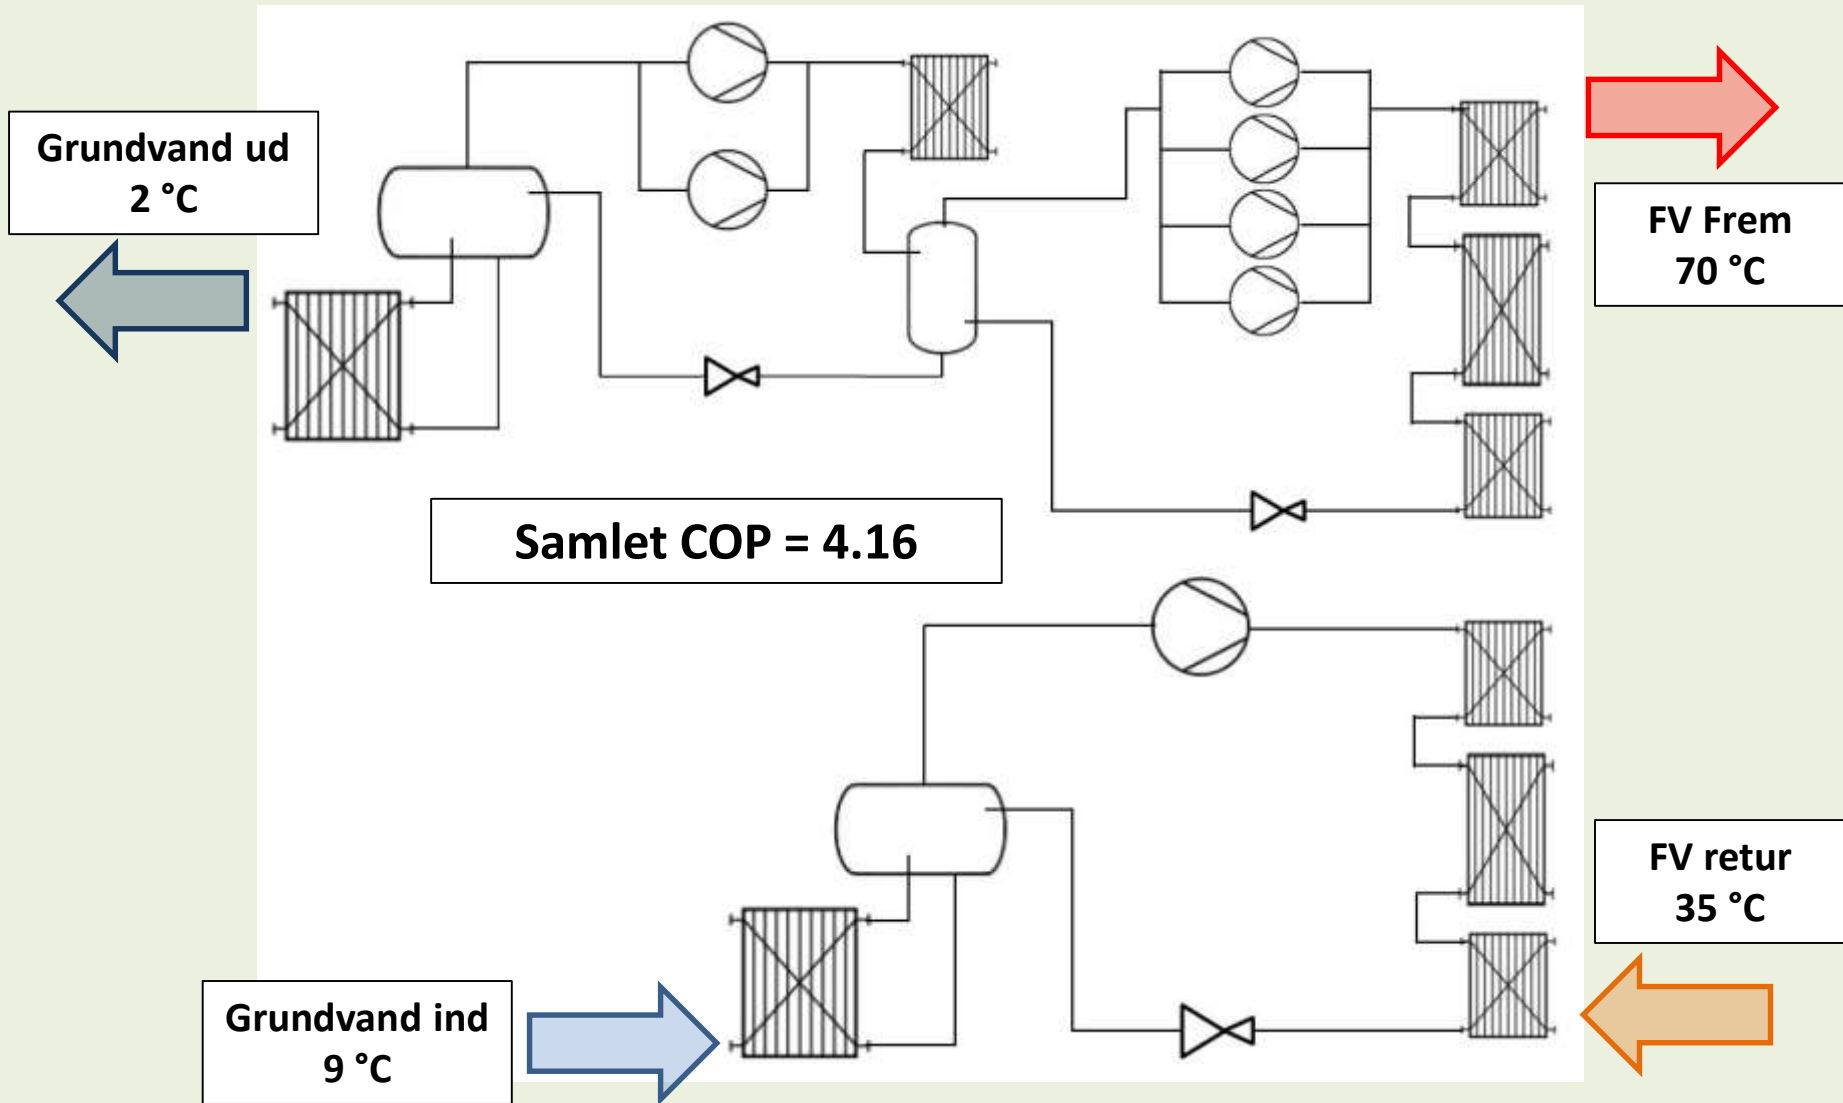 Grundvand ud
2 °C
FV Frem
70 °C
Samlet COP = 4.16
FV retur
35 °C
Grundvand ind
9 °C